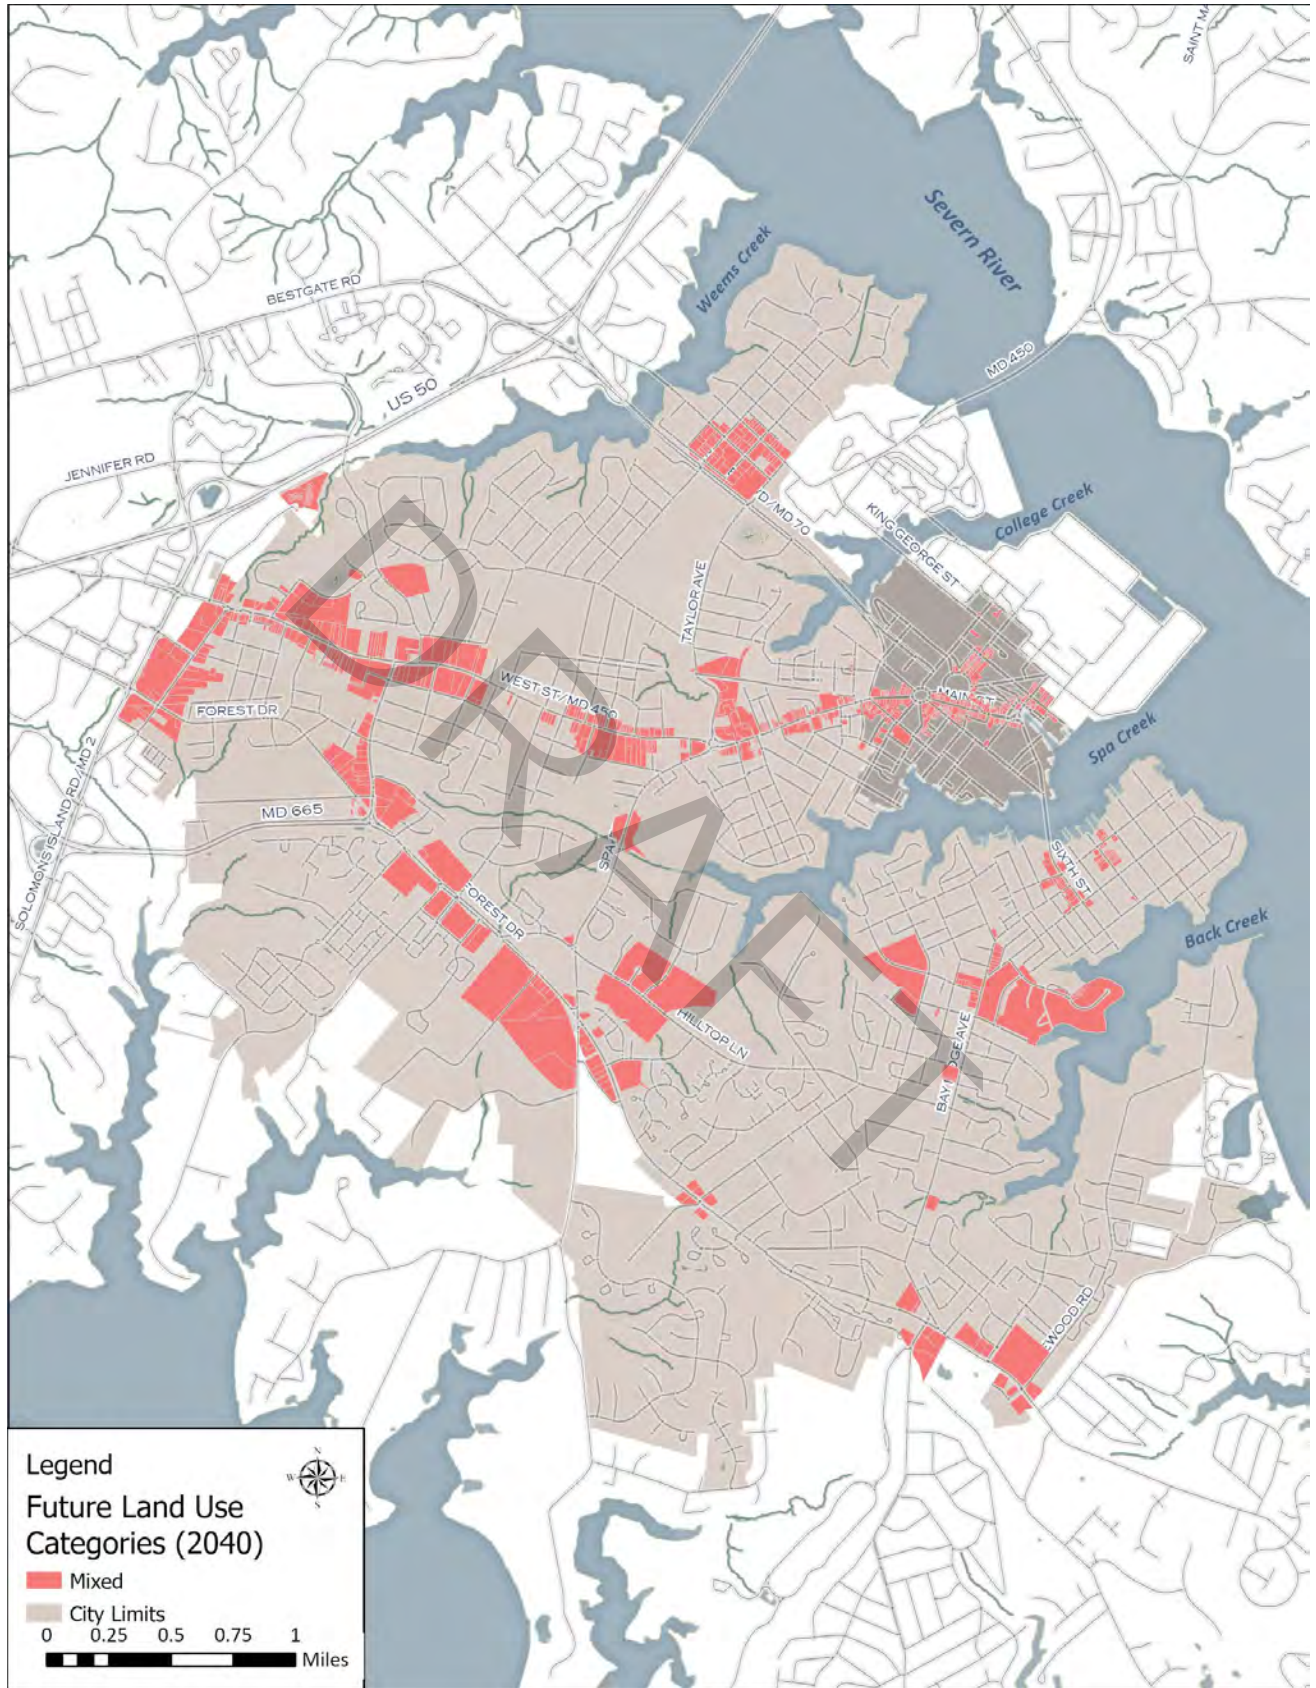 SAINT MA
Severn River
Weems Creek
BESTGATE RD
MD 450
US 50
JENNIFER RD
D/MD 70
KING GEORGE ST
College Creek
TAYLOR AVE
WEST ST/MD 450
MAIN ST
FOREST DR
Spa Creek
SOLOMONS ISLAND RD/MD 2
MD 665
SPA
SIXTH ST
FOREST DR
Back Creek
HILLTOP LN
BAY RIDGE AVE
EWOOD RD
DRAFT
Legend
N
W E
S
Future Land Use
Categories (2040)
Mixed
City Limits
0 0.25 0.5 0.75 1
Miles